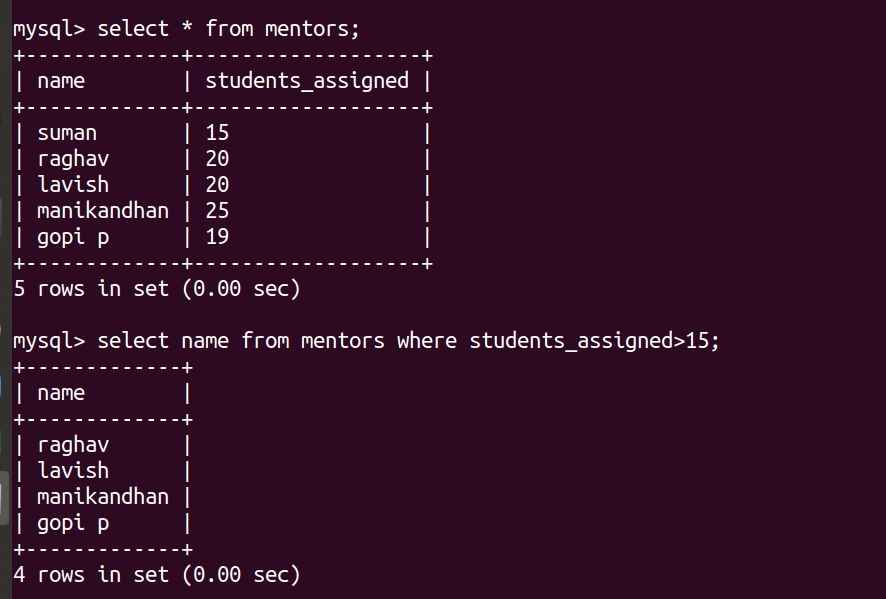 mysql> select * from mentors;
+-------------+-------------------+
| name        | students_assigned |
+-------------+-------------------+
| suman       | 15                |
| raghav      | 20                |
| lavish      | 20                |
| manikandhan | 25                |
| gopi p      | 19                |
+-------------+-------------------+
5 rows in set (0.00 sec)

mysql> select name from mentors where students_assigned>15;
+-------------+
| name        |
+-------------+
| raghav      |
| lavish      |
| manikandhan |
| gopi p      |
+-------------+
4 rows in set (0.00 sec)